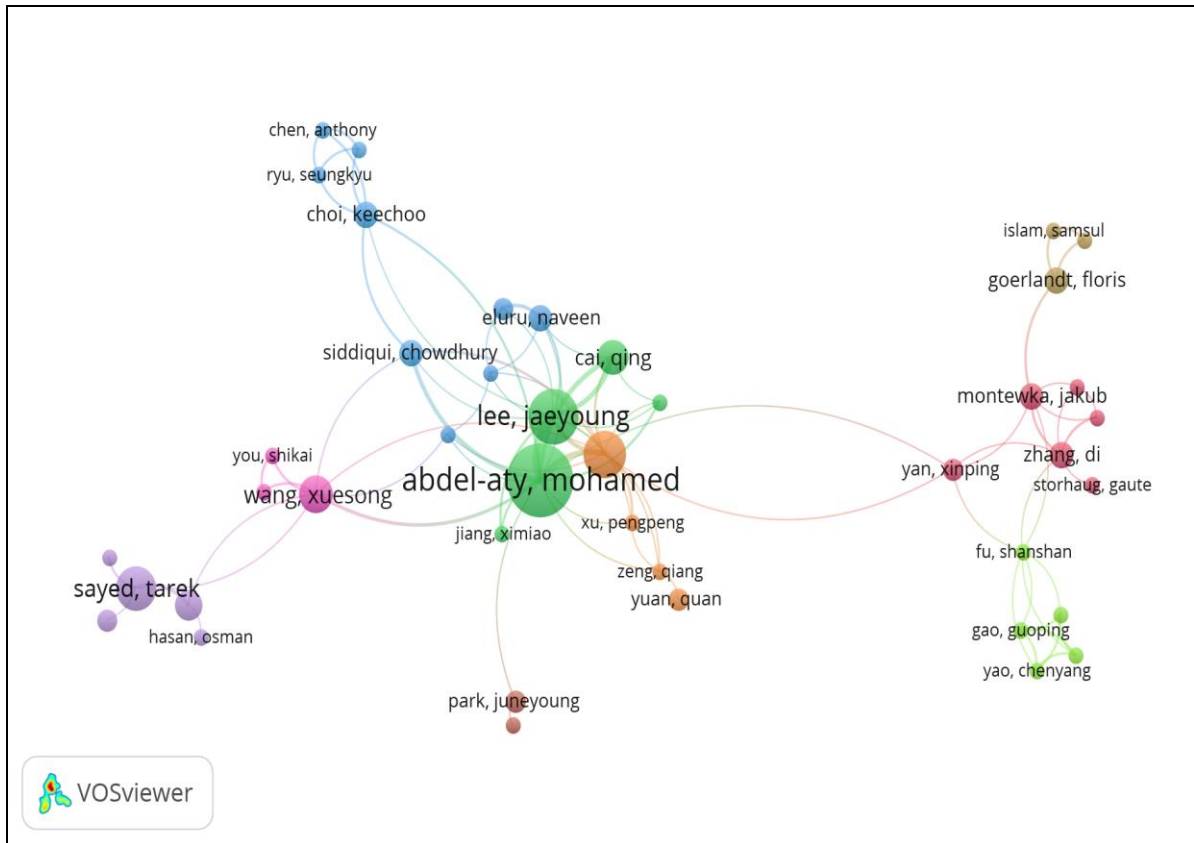 chen, anthony
ryu, seungkyu
choi, keechoo
islam, samsul
goerlandt, floris
eluru, naveen
siddiqui, chowdhury
cai, qing
montewka, jakub
lee, jaeyoung
you, shikai
zhang, di
yan, xinping
abdel-aty, mohamed
storhaug, gaute
wang, xuesong
xu, pengpeng
jiang, ximiao
fu, shanshan
zeng, qiang
sayed, tarek
yuan, quan
hasan, osman
gao, guoping
yao, chenyang
park, juneyoung
VOSviewer